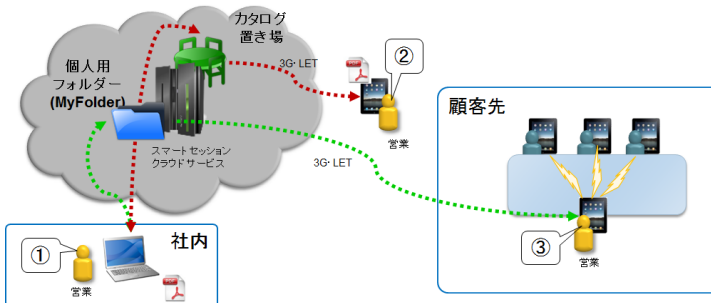 カタログ
置き場
個人用
フォルダー
(MyFolder)
3G･LET
②
営業
スマートセッション
クラウドサービス
3G･LET
顧客先
③
営業
社内
①
営業